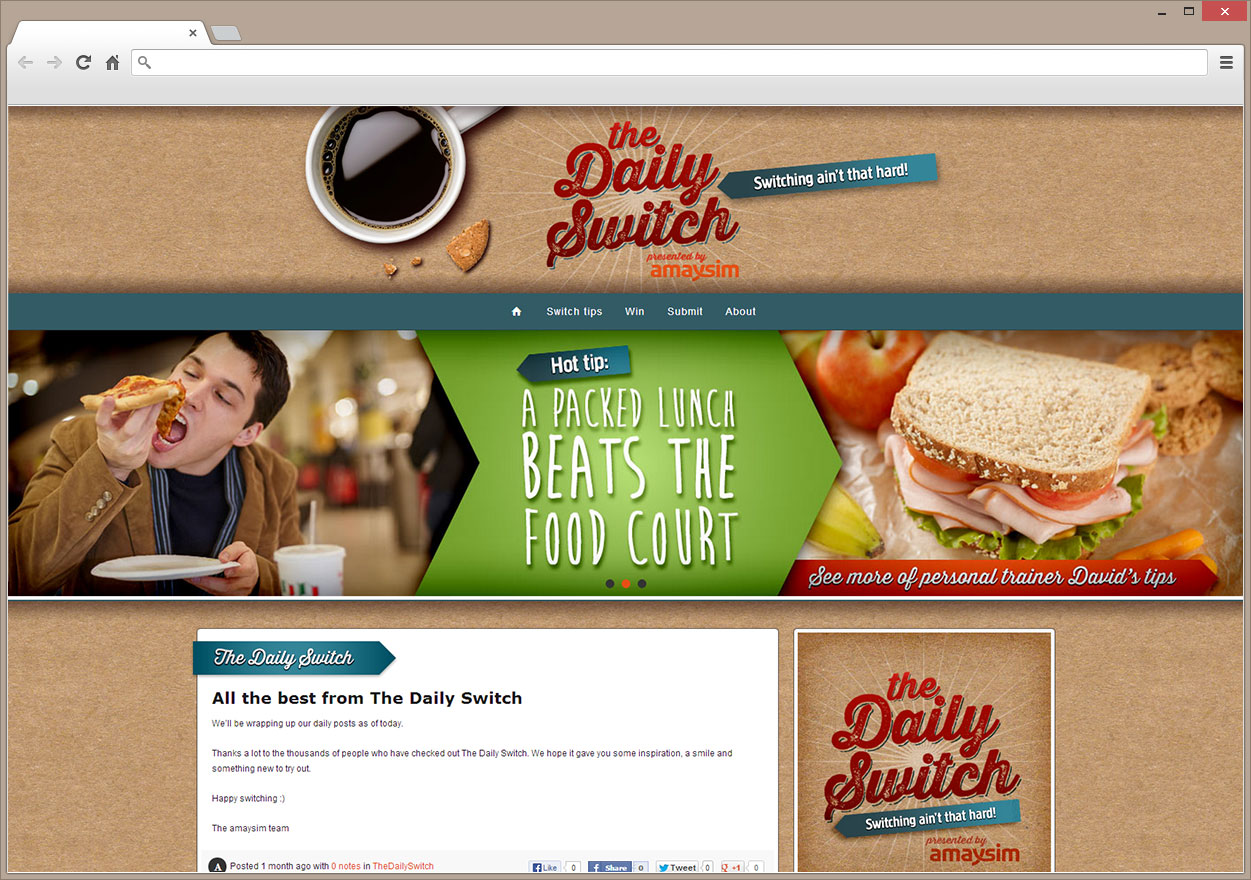 the
Daily
Switch
Switching ain't that hard!
presented by
amaysim
Switch tips Win Submit About
Hot tip:
A PACKED LUNCH
BEATS THE
FOOD COURT
See more of personal trainer David's tips
The Daily Switch
All the best from The Daily Switch
We'll be wrapping up our daily posts as of today.
Thanks a lot to the thousands of people who have checked out The Daily Switch. We hope it gave you some inspiration, a smile and
something new to try out.
Happy switching :)
The amaysim team
A Posted 1 month ago with 0 notes in TheDailySwitch
Like 0 Share 0 Tweet 0 +1 0
the
Daily
Switch
Switching ain't that hard!
presented by
amaysim